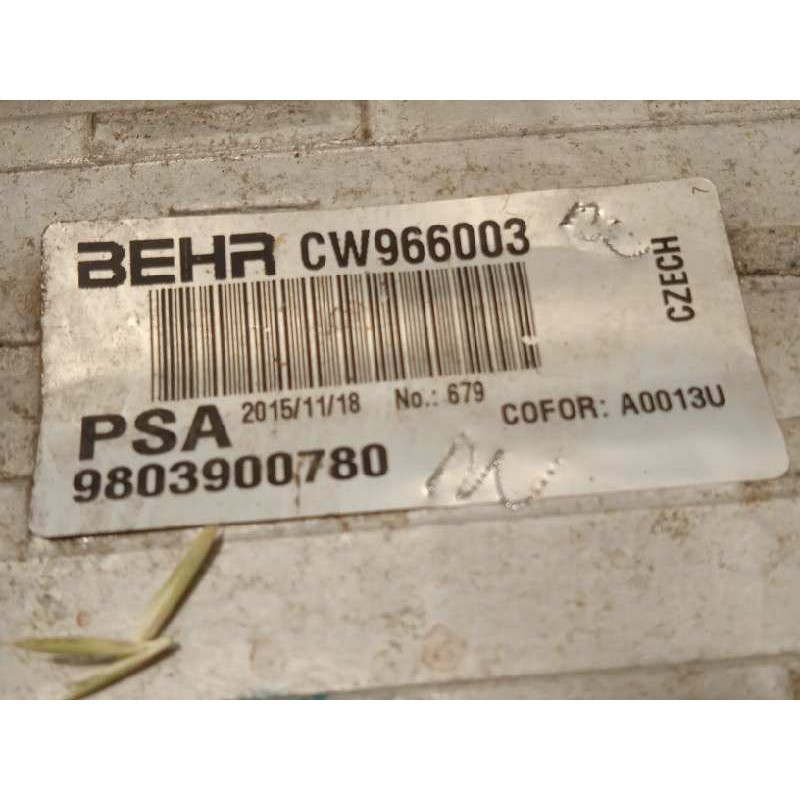 BEHR CW966003
CZECH
PSA 2015/11/18 No.: 679 COFOR: A0013U
9803900780